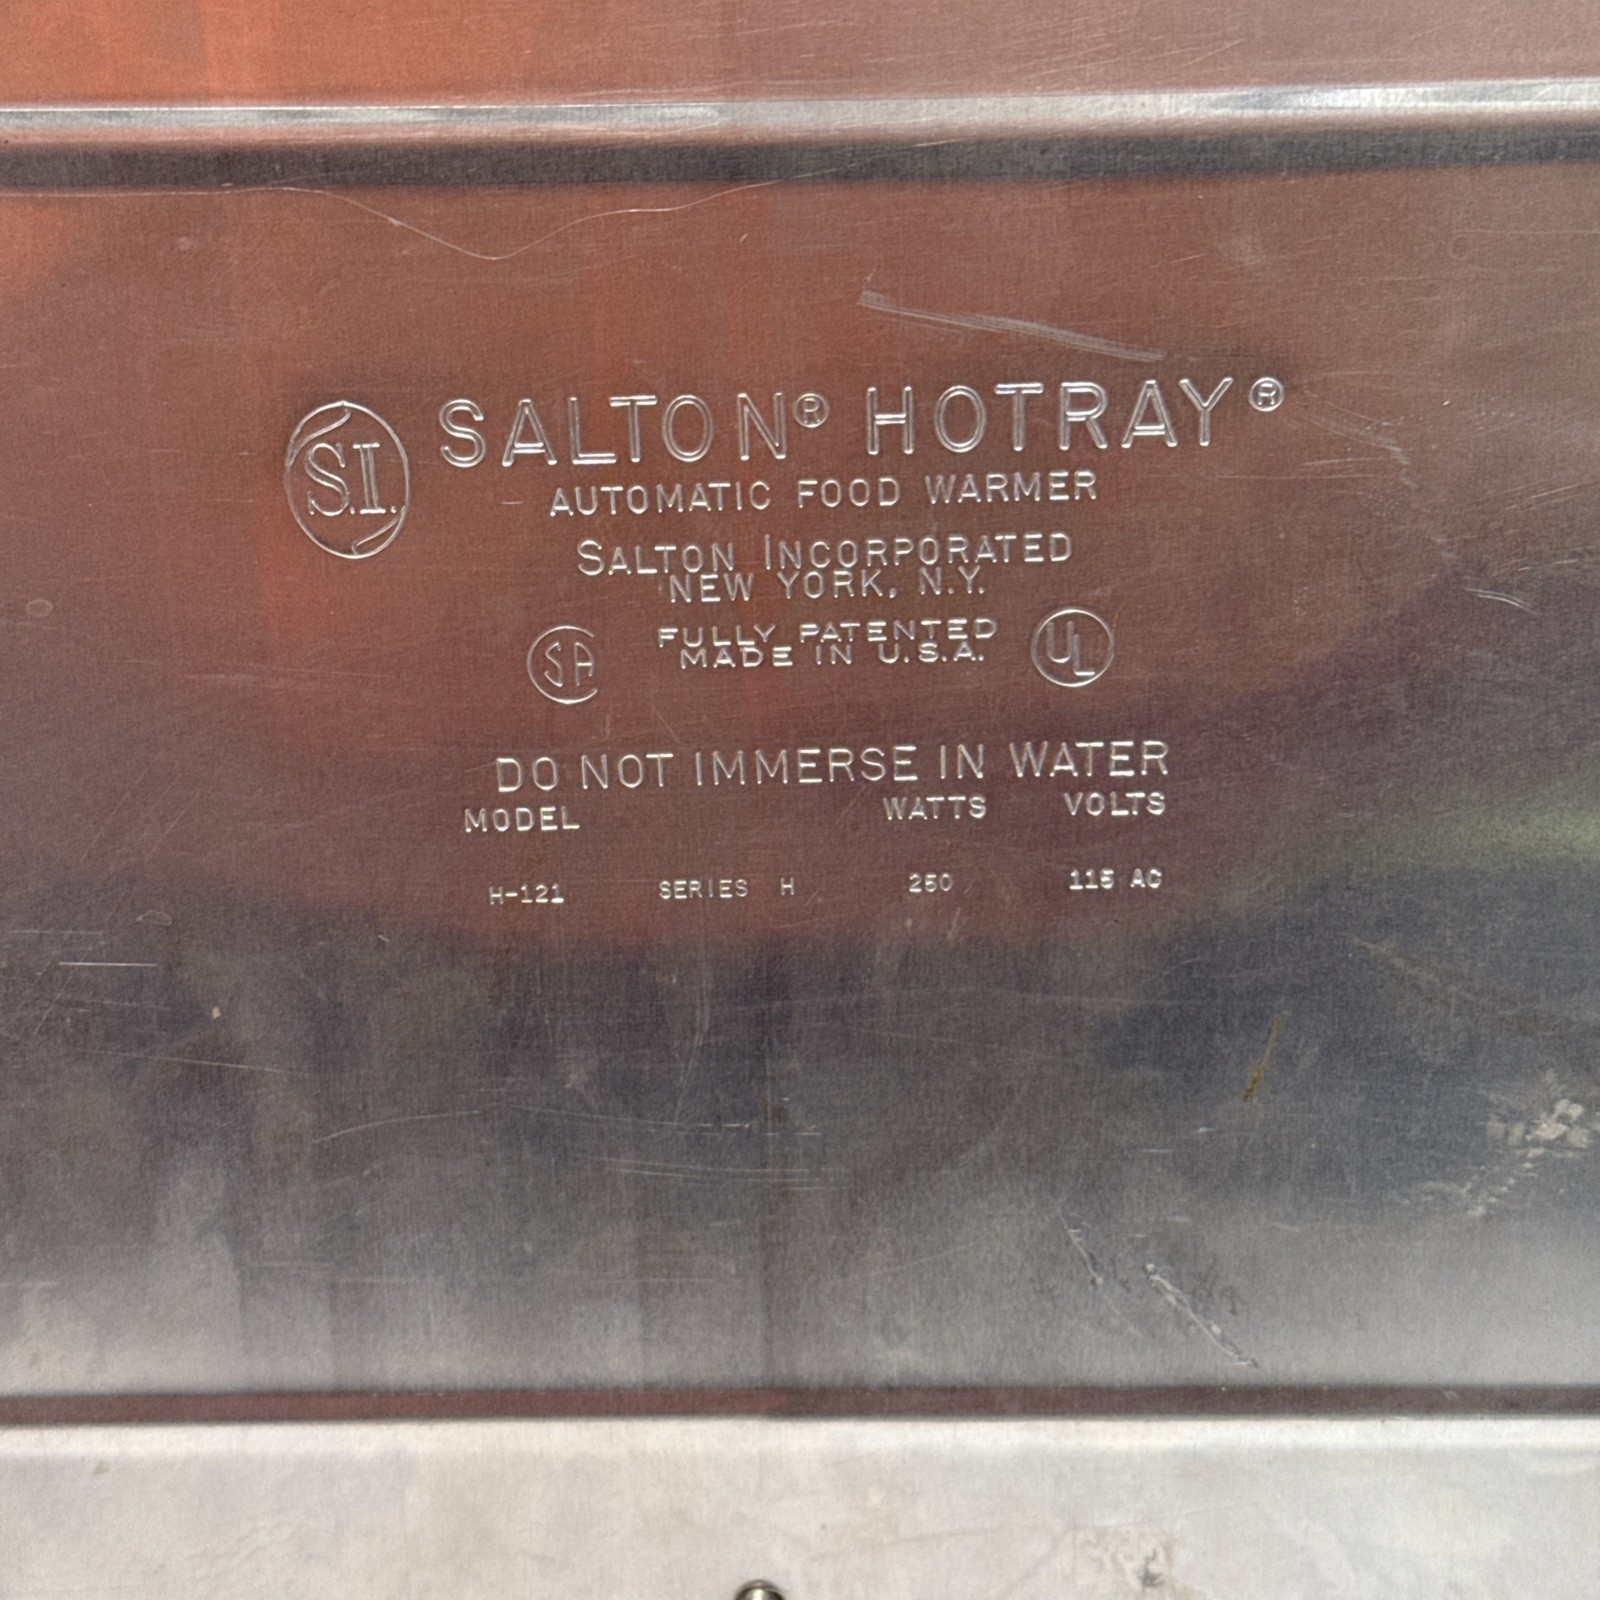 S.I. SALTON® HOTRAY®
AUTOMATIC FOOD WARMER
SALTON INCORPORATED
NEW YORK, N.Y.
SA FULLY PATENTED UL
MADE IN U.S.A.
DO NOT IMMERSE IN WATER
MODEL WATTS VOLTS
H-121 SERIES H 250 115 AC